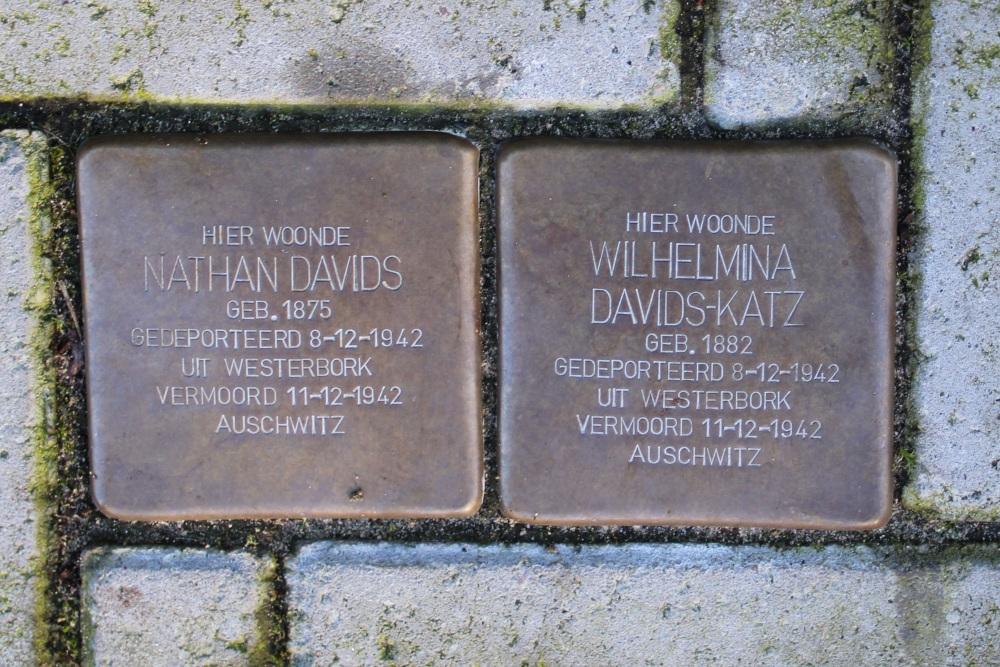 HIER WOONDE
NATHAN DAVIDS
GEB. 1875
GEDEPORTEERD 8-12-1942
UIT WESTERBORK
VERMOORD 11-12-1942
AUSCHWITZ
HIER WOONDE
WILHELMINA
DAVIDS-KATZ
GEB. 1882
GEDEPORTEERD 8-12-1942
UIT WESTERBORK
VERMOORD 11-12-1942
AUSCHWITZ